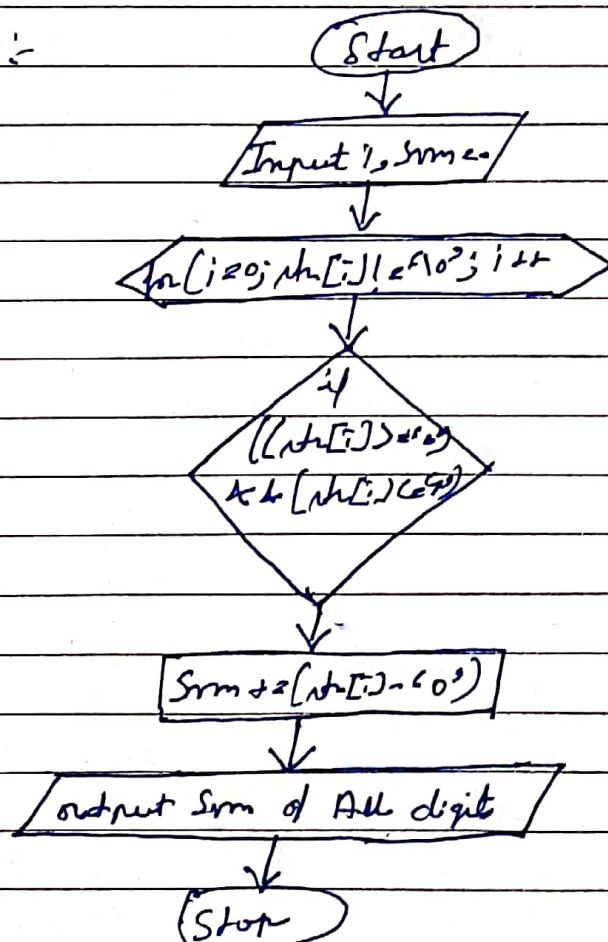 :-
Start
Input i, Sum =
for(i=0; str[i]!='\0'; i++
if
((str[i])>='0')
&& (str[i]<='9')
Sum+=(str[i]-'0')
output Sum of All digit
Stop